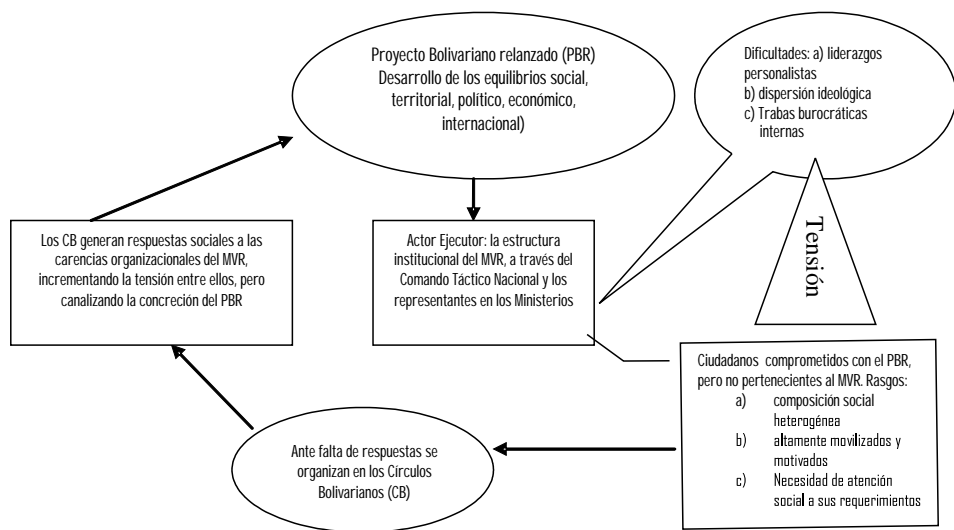 Proyecto Bolivariano relanzado (PBR)
Desarrollo de los equilibrios social,
territorial, político, económico,
internacional)
Dificultades: a) liderazgos
personalistas
b) dispersión ideológica
c) Trabas burocráticas
internas
Tensión
Los CB generan respuestas sociales a las
carencias organizacionales del MVR,
incrementando la tensión entre ellos, pero
canalizando la concreción del PBR
Actor Ejecutor: la estructura
institucional del MVR, a través del
Comando Táctico Nacional y los
representantes en los Ministerios
Ciudadanos comprometidos con el PBR,
pero no pertenecientes al MVR. Rasgos:
a) composición social
heterogénea
b) altamente movilizados y
motivados
c) Necesidad de atención
social a sus requerimientos
Ante falta de respuestas se
organizan en los Círculos
Bolivarianos (CB)